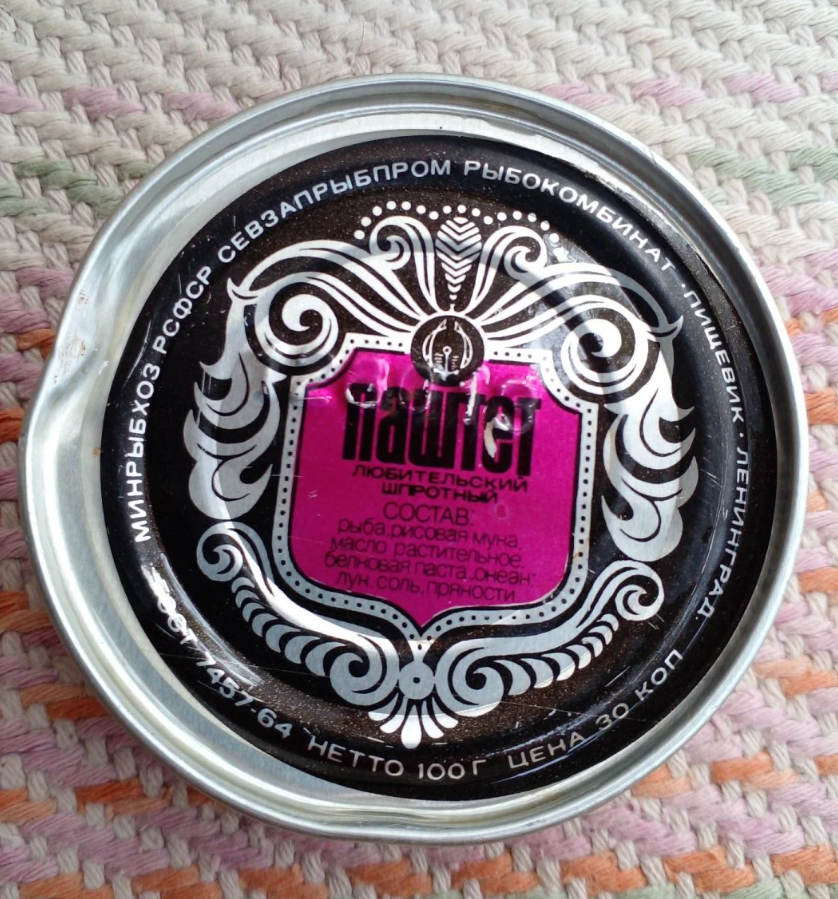 МИНРЫБХОЗ РСФСР СЕВЗАПРЫБПРОМ РЫБОКОМБИНАТ · ПИЩЕВИК · ЛЕНИНГРАД.
паштет
ЛЮБИТЕЛЬСКИЙ
ШПРОТНЫЙ
СОСТАВ:
рыба, рисовая мука,
масло растительное,
белковая паста „океан:
лук, соль, пряности
ГОСТ 7457-64 НЕТТО 100Г ЦЕНА 30 КОП